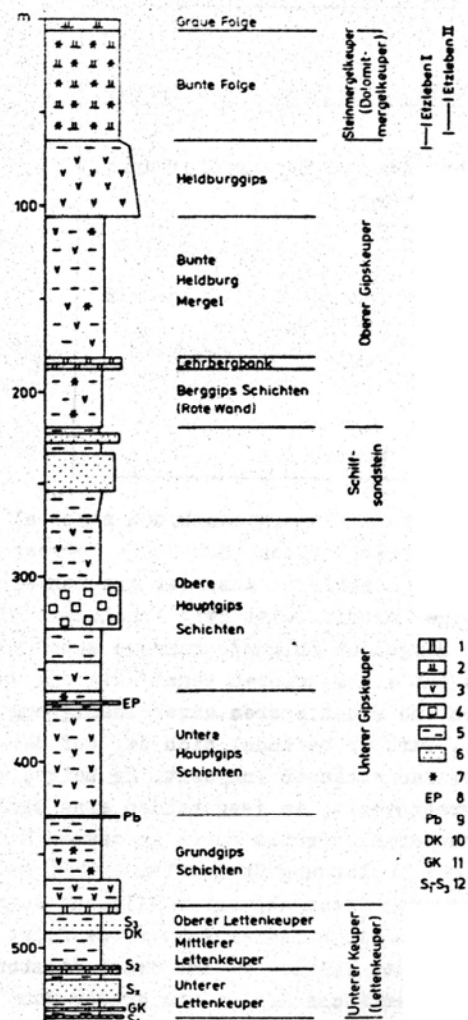 m
Graue Folge
Bunte Folge
Heldburggips
100
Bunte
Heldburg
Mergel
Lehrbergbank
200
Berggips Schichten
(Rote Wand)
300
Obere
Hauptgips
Schichten
EP
400
Untere
Hauptgips
Schichten
Pb
Grundgips
Schichten
S3
Oberer Lettenkeuper
DK
500
Mittlerer
Lettenkeuper
S2
Unterer
Lettenkeuper
GK
S1
Steinmergelkeuper
(Dolomit-
mergelkeuper)
Oberer Gipskeuper
Schilf-
sandstein
Unterer Gipskeuper
Unterer Keuper
(Lettenkeuper)
Etzleben I
Etzleben II
1
2
3
4
5
6
7
EP 8
Pb 9
DK 10
GK 11
S1-S3 12